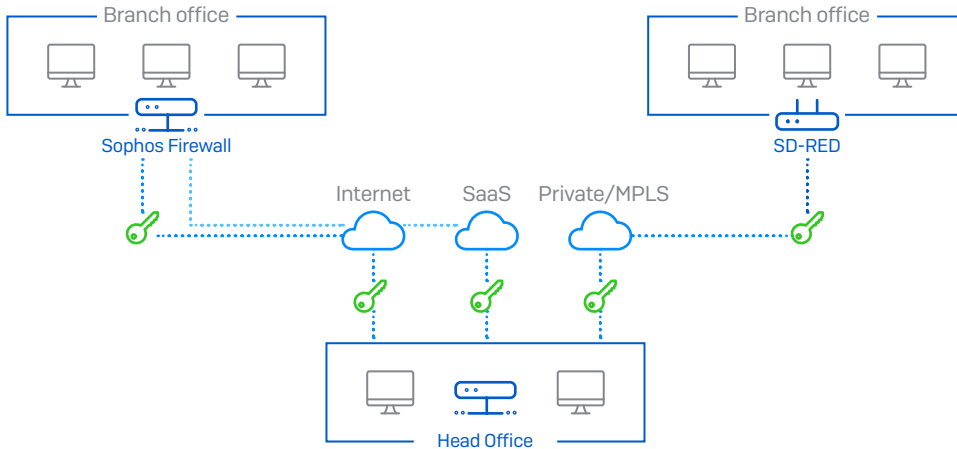 Branch office
Branch office
Sophos Firewall
SD-RED
Internet
SaaS
Private/MPLS
Head Office